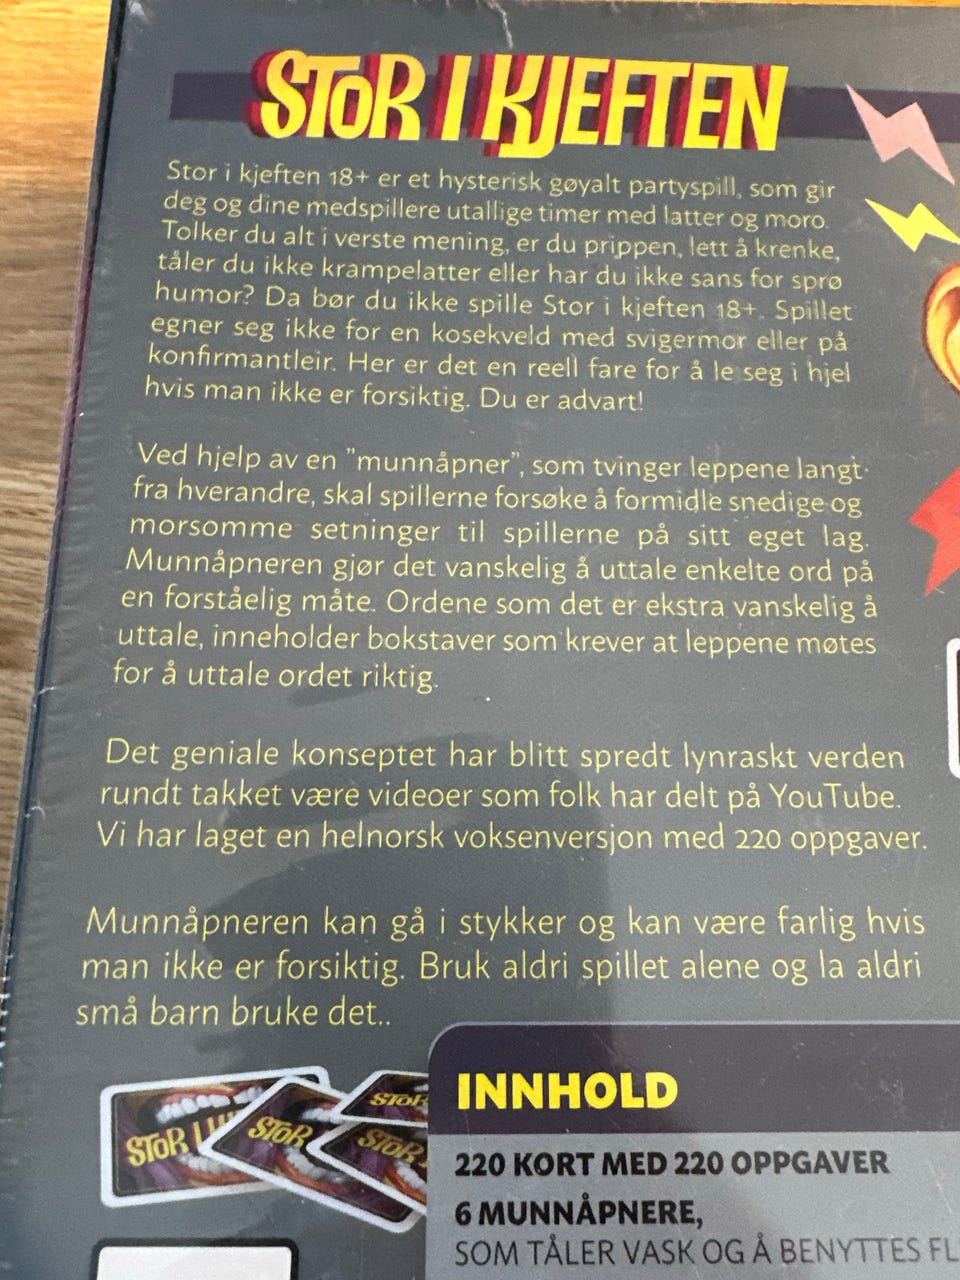 STOR I KJEFTEN
Stor i kjeften 18+ er et hysterisk gøyalt partyspill, som gir
deg og dine medspillere utallige timer med latter og moro.
Tolker du alt i verste mening, er du prippen, lett å krenke,
tåler du ikke krampelatter eller har du ikke sans for sprø
humor? Da bør du ikke spille Stor i kjeften 18+. Spillet
egner seg ikke for en kosekveld med svigermor eller på
konfirmantleir. Her er det en reell fare for å le seg i hjel
hvis man ikke er forsiktig. Du er advart!
Ved hjelp av en "munnåpner", som tvinger leppene langt
fra hverandre, skal spillerne forsøke å formidle snedige og
morsomme setninger til spillerne på sitt eget lag.
Munnåpneren gjør det vanskelig å uttale enkelte ord på
en forståelig måte. Ordene som det er ekstra vanskelig å
uttale, inneholder bokstaver som krever at leppene møtes
for å uttale ordet riktig.
Det geniale konseptet har blitt spredt lynraskt verden
rundt takket være videoer som folk har delt på YouTube.
Vi har laget en helnorsk voksenversjon med 220 oppgaver.
Munnåpneren kan gå i stykker og kan være farlig hvis
man ikke er forsiktig. Bruk aldri spillet alene og la aldri
små barn bruke det..
STOR I
STOR
STOR
STOR
INNHOLD
220 KORT MED 220 OPPGAVER
6 MUNNÅPNERE,
SOM TÅLER VASK OG Å BENYTTES FL